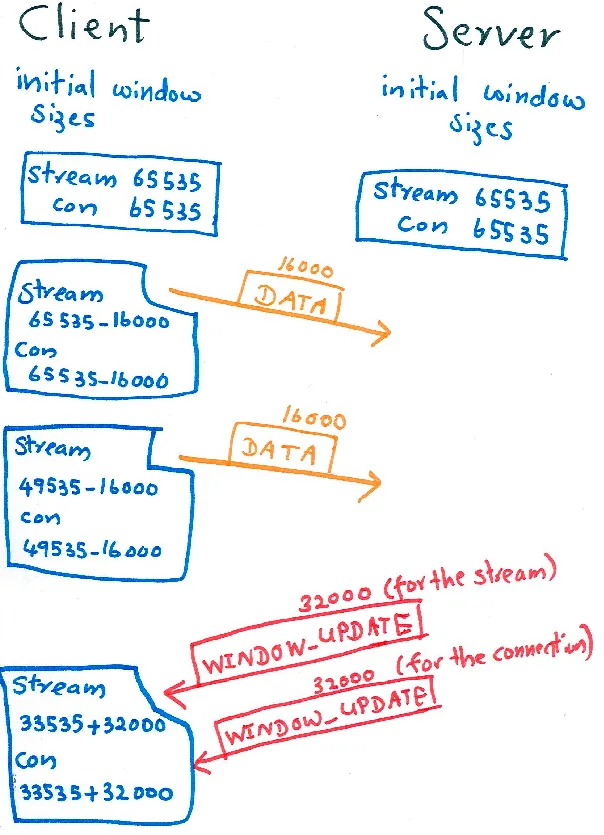 Client
Server
initial window
sizes
initial window
sizes
Stream 65535
Con 65535
Stream 65535
Con 65535
16000
DATA
Stream
65535-16000
Con
65535-16000
16000
DATA
Stream
49535-16000
Con
49535-16000
32000 (for the stream)
WINDOW_UPDATE
32000 (for the connection)
WINDOW_UPDATE
Stream
33535+32000
Con
33535+32000